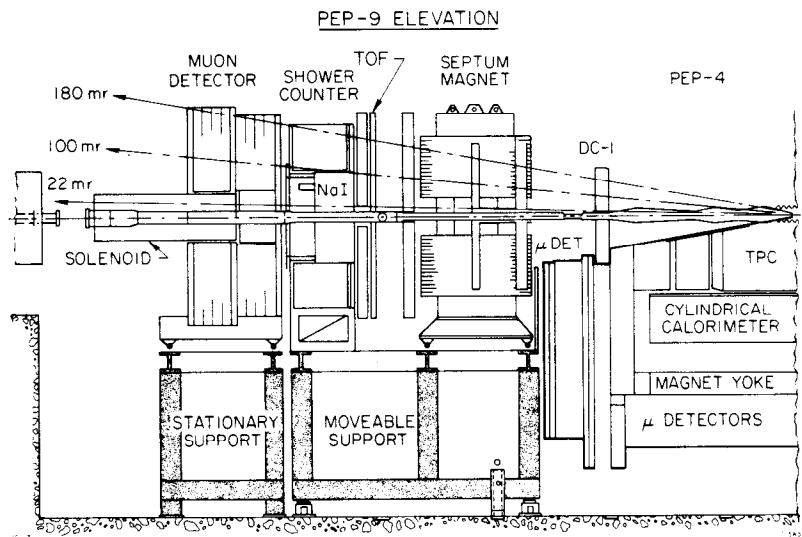 PEP-9 ELEVATION
MUON
DETECTOR
SHOWER
COUNTER
TOF
SEPTUM
MAGNET
PEP-4
180 mr
100 mr
22 mr
DC-1
NaI
SOLENOID
μ DET
TPC
CYLINDRICAL
CALORIMETER
MAGNET YOKE
μ DETECTORS
STATIONARY
SUPPORT
MOVEABLE
SUPPORT